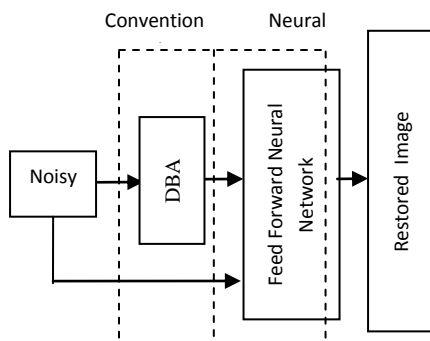 Convention Neural
Noisy
DBA
Feed Forward Neural
Network
Restored Image